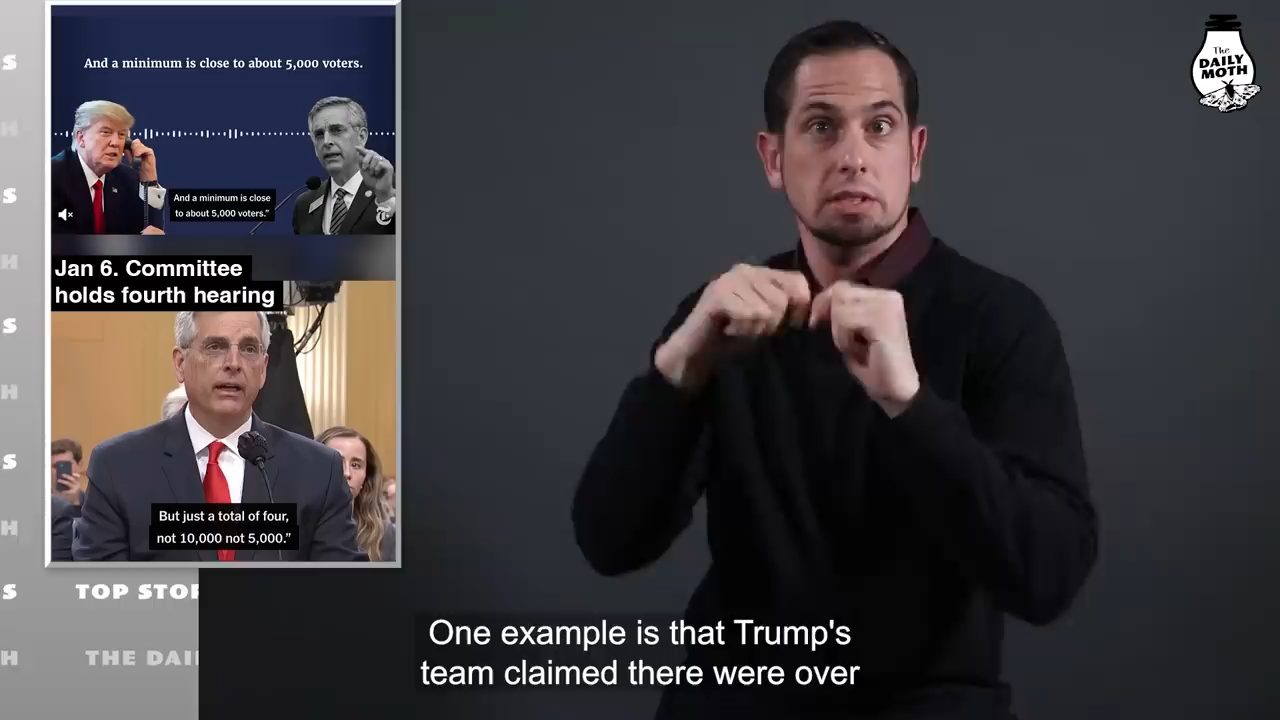 And a minimum is close to about 5,000 voters.
And a minimum is close
to about 5,000 voters."
Jan 6. Committee
holds fourth hearing
But just a total of four,
not 10,000 not 5,000."
The
DAILY
MOTH
S
H
S
H
S
H
S
H
S
TOP STOR
H
THE DAI
One example is that Trump's
team claimed there were over